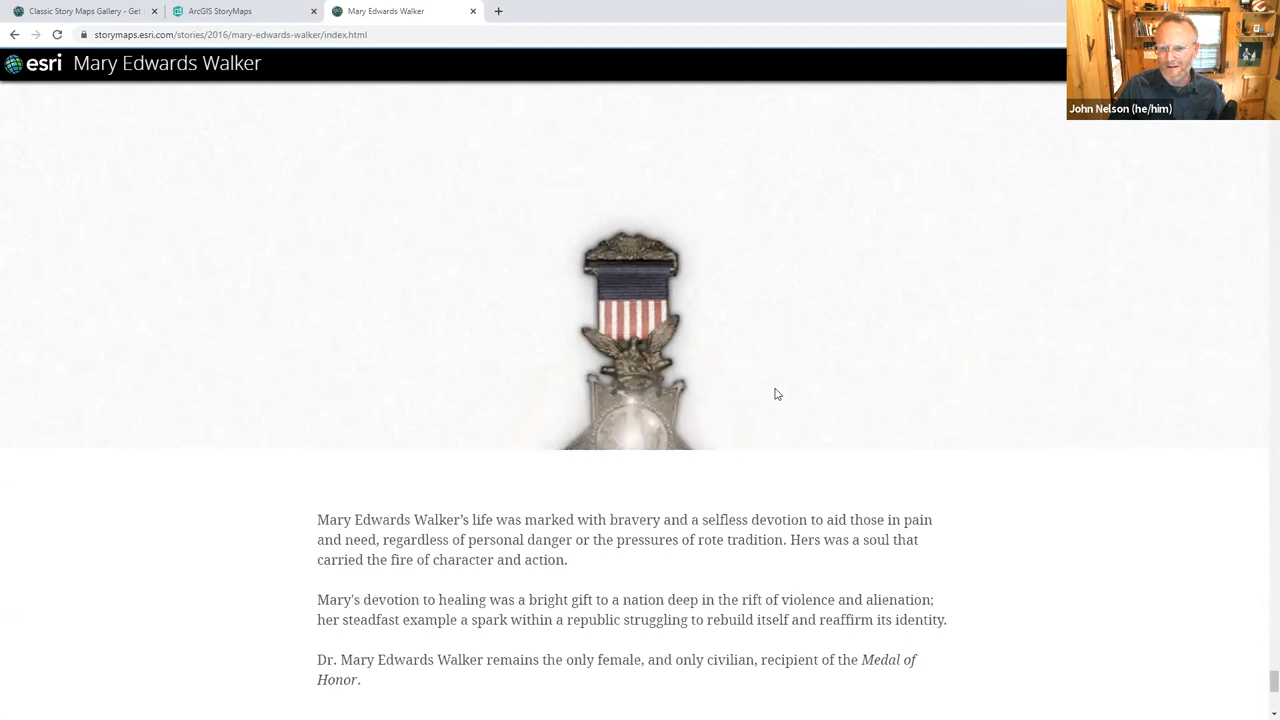 Classic Story Maps Gallery - Get
ArcGIS StoryMaps
Mary Edwards Walker
storymaps.esri.com/stories/2016/mary-edwards-walker/index.html
esri Mary Edwards Walker
John Nelson (he/him)
Mary Edwards Walker’s life was marked with bravery and a selfless devotion to aid those in pain
and need, regardless of personal danger or the pressures of rote tradition. Hers was a soul that
carried the fire of character and action.
Mary's devotion to healing was a bright gift to a nation deep in the rift of violence and alienation;
her steadfast example a spark within a republic struggling to rebuild itself and reaffirm its identity.
Dr. Mary Edwards Walker remains the only female, and only civilian, recipient of the Medal of
Honor.